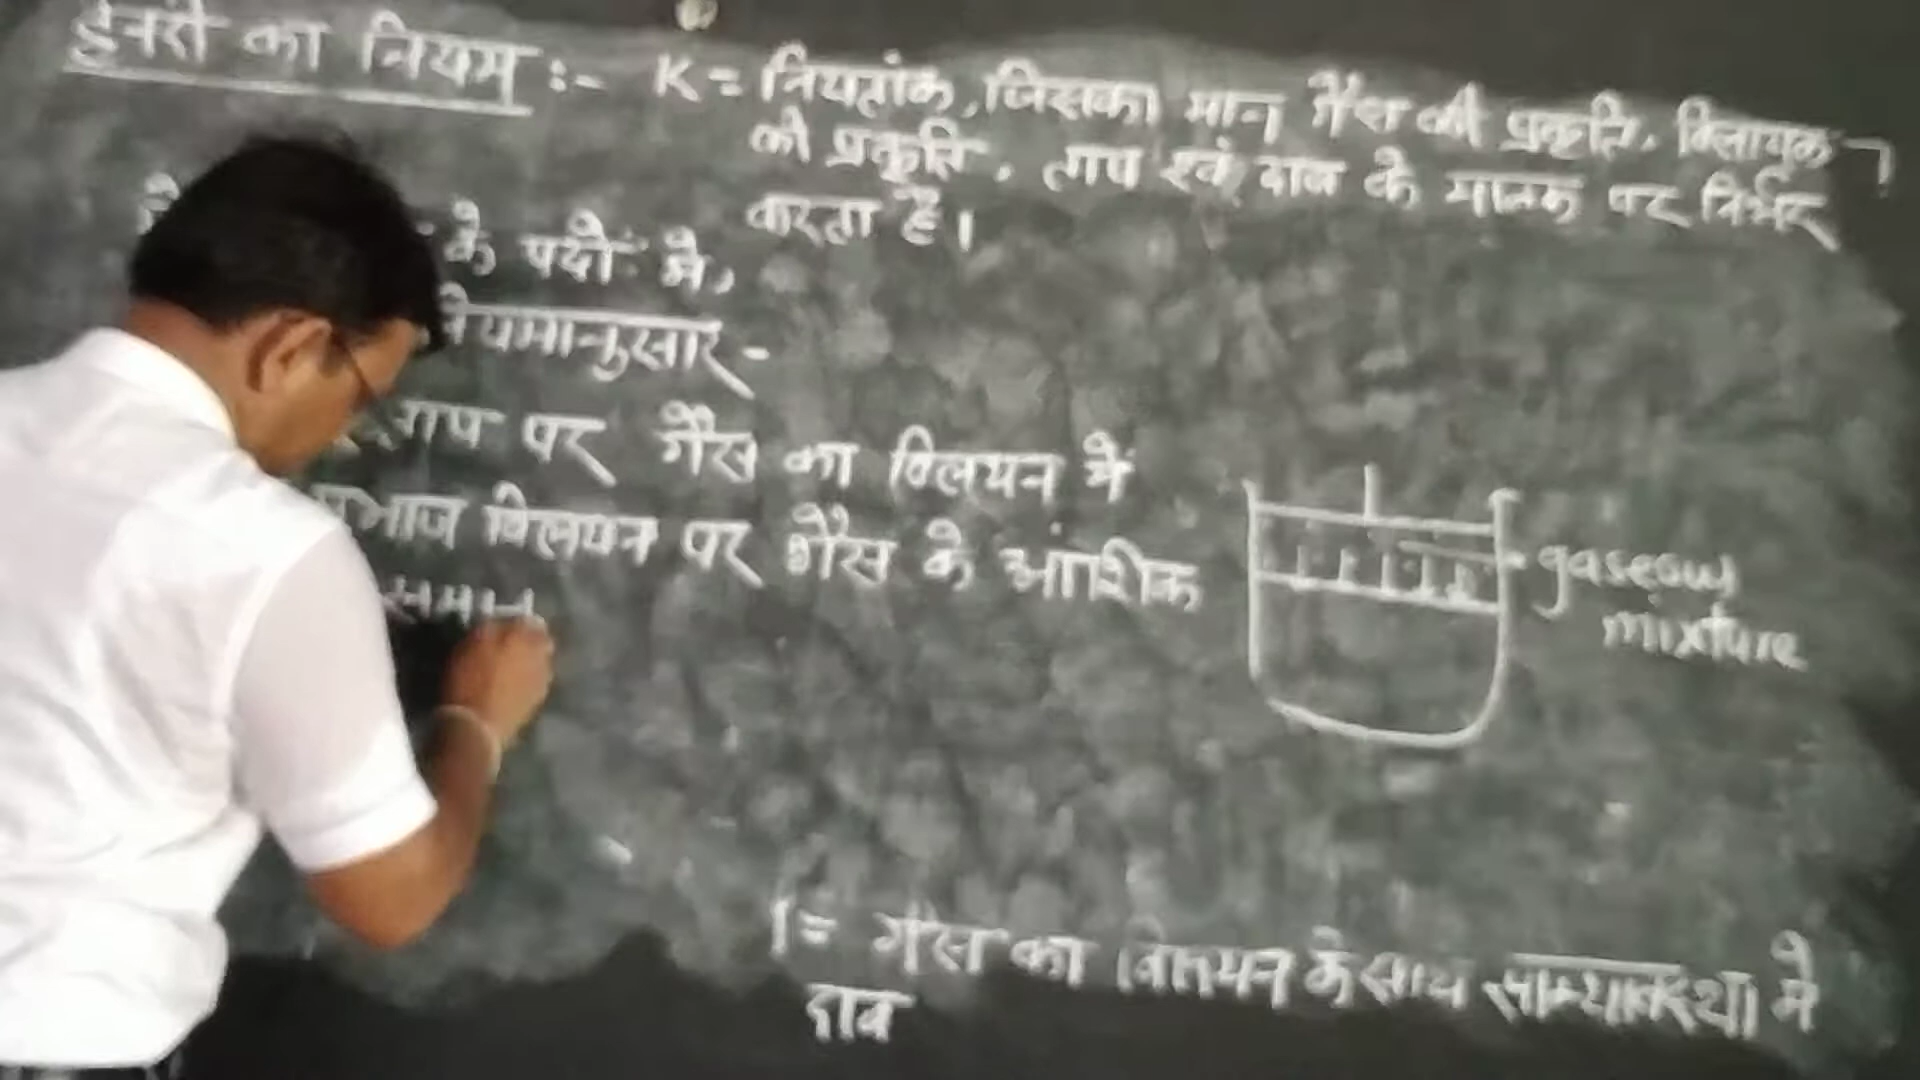 हेनरी का नियम :- K = नियतांक, जिसका मान गैस की प्रकृति, विलायक
की प्रकृति, ताप एवं दाब के मात्रक पर निर्भर
करता है।
के पदों में,
नियमानुसार -
ताप पर गैस का विलयन में
विलयन पर गैस के आंशिक
समान
gaseous
mixture
= गैस का विलयन के साथ साम्यावस्था में
दाब